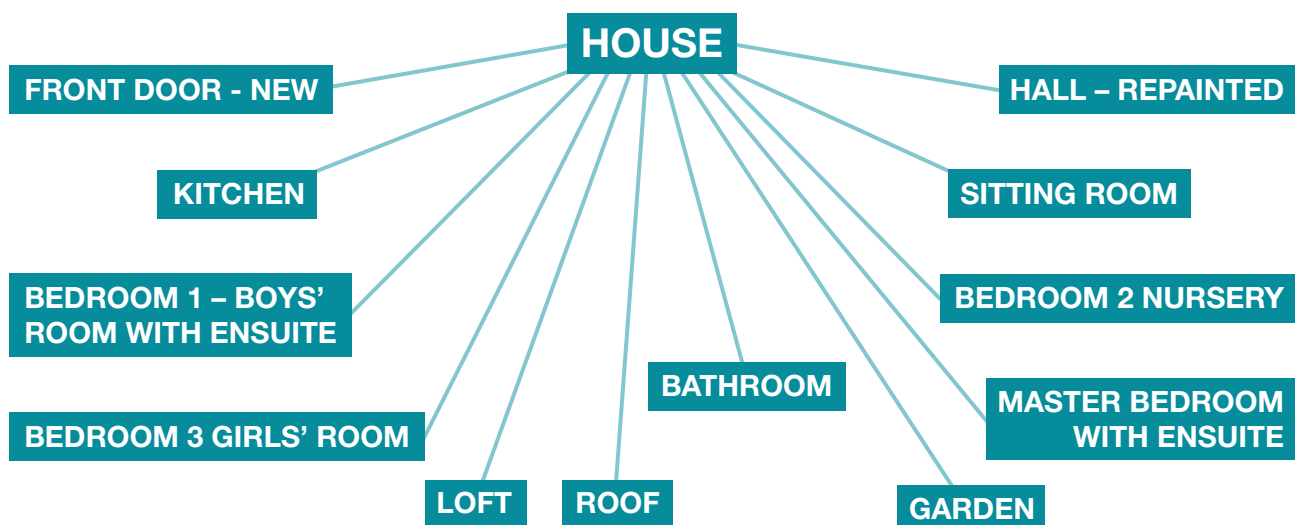 HOUSE
FRONT DOOR - NEW
HALL – REPAINTED
KITCHEN
SITTING ROOM
BEDROOM 1 – BOYS’
ROOM WITH ENSUITE
BEDROOM 2 NURSERY
BATHROOM
MASTER BEDROOM
WITH ENSUITE
BEDROOM 3 GIRLS’ ROOM
LOFT
ROOF
GARDEN